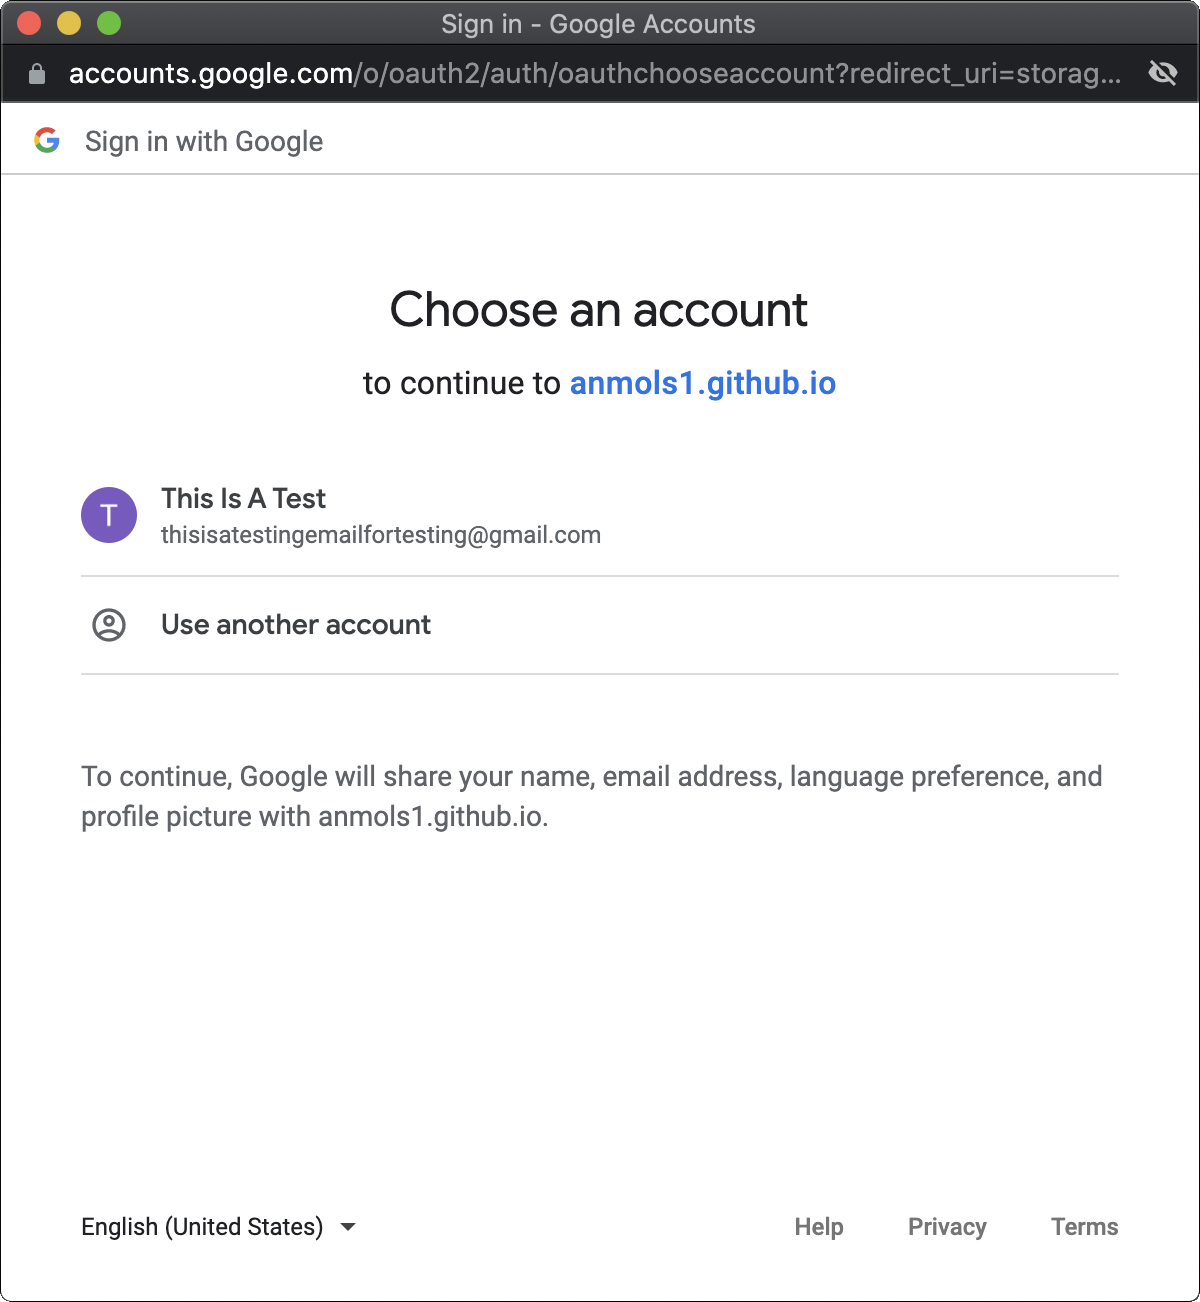 Sign in - Google Accounts
accounts.google.com/o/oauth2/auth/oauthchooseaccount?redirect_uri=storag...
Sign in with Google
Choose an account
to continue to anmols1.github.io
T
This Is A Test
thisisatestingemailfortesting@gmail.com
Use another account
To continue, Google will share your name, email address, language preference, and
profile picture with anmols1.github.io.
English (United States)
Help Privacy Terms